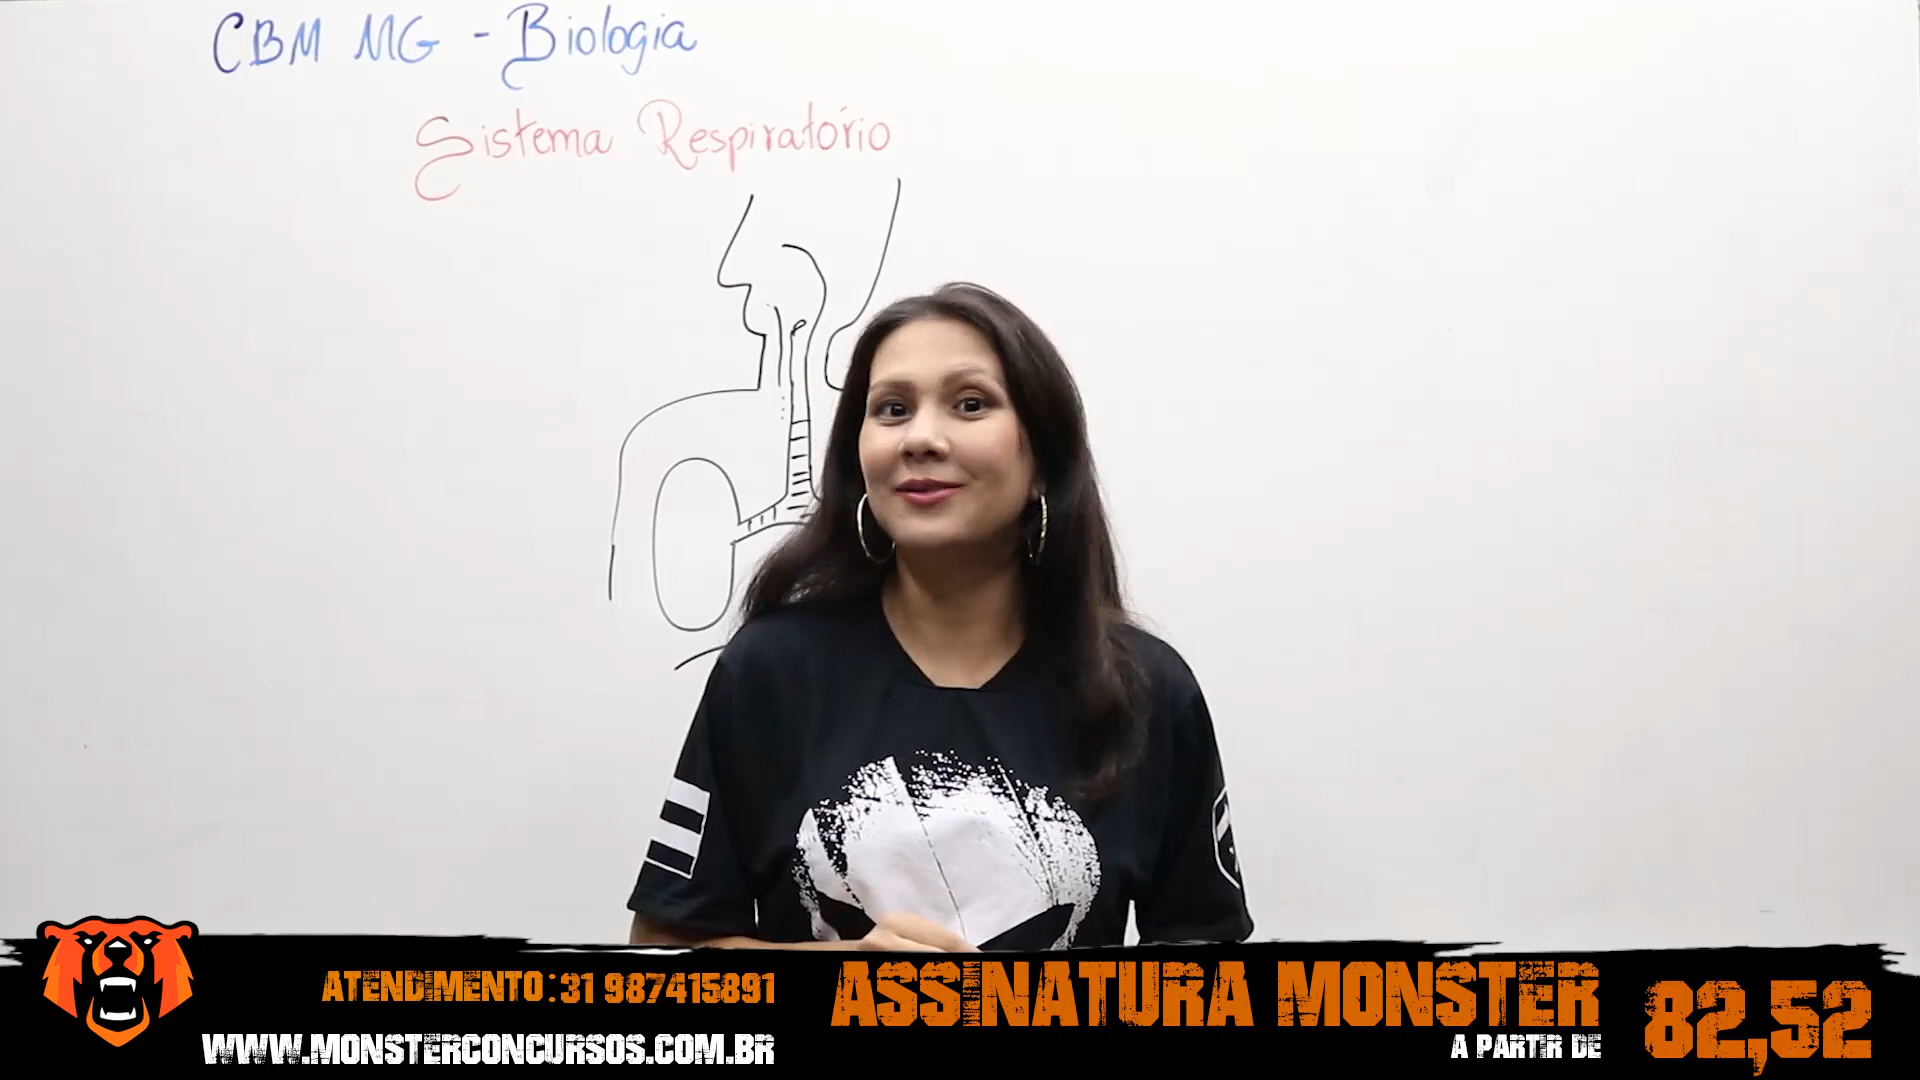 CBM MG - Biologia
Sistema Respiratório
ATENDIMENTO: 31 987415891
WWW.MONSTERCONCURSOS.COM.BR
ASSINATURA MONSTER
A PARTIR DE
82,52